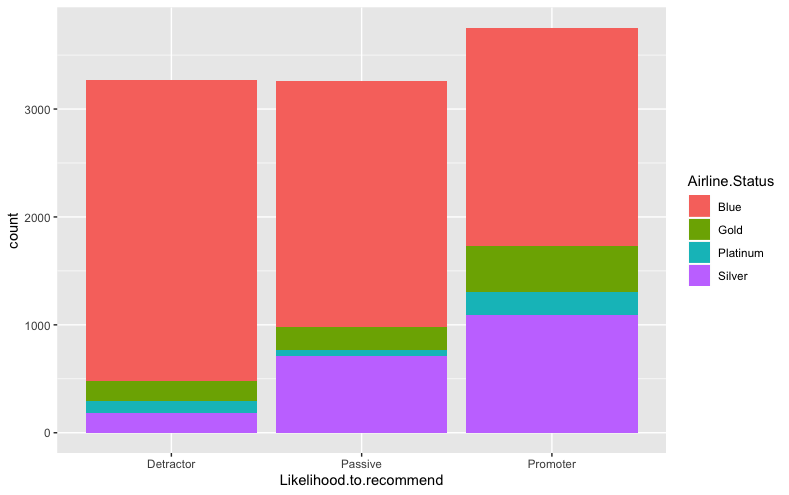 3000
2000
1000
0
count
Detractor
Passive
Promoter
Likelihood.to.recommend
Airline.Status
Blue
Gold
Platinum
Silver